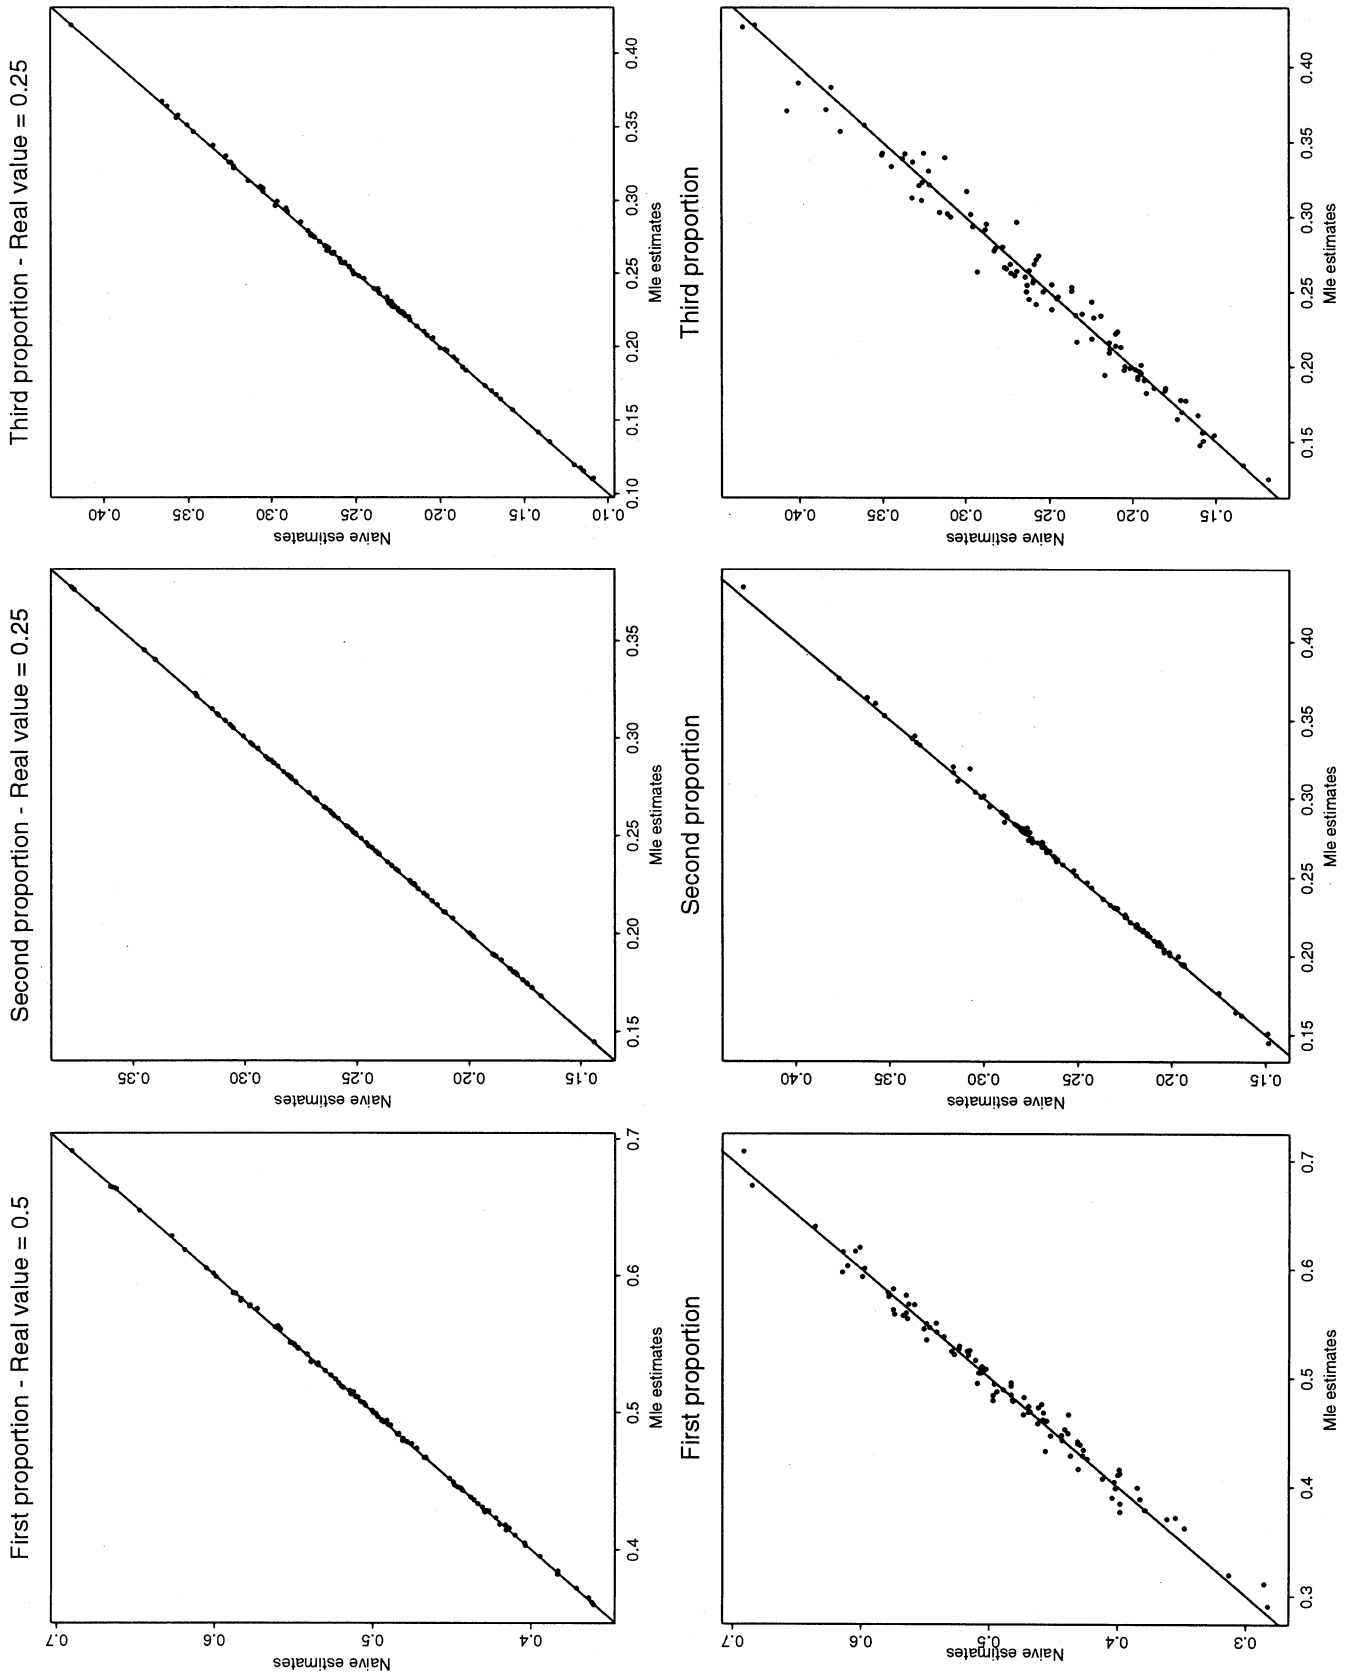 First proportion - Real value = 0.5
Naive estimates
0.4 0.5 0.6 0.7
0.4 0.5 0.6 0.7
Mle estimates
Second proportion - Real value = 0.25
Naive estimates
0.15 0.20 0.25 0.30 0.35
0.15 0.20 0.25 0.30 0.35
Mle estimates
Third proportion - Real value = 0.25
Naive estimates
0.10 0.15 0.20 0.25 0.30 0.35 0.40
0.10 0.15 0.20 0.25 0.30 0.35 0.40
Mle estimates
First proportion
Naive estimates
0.3 0.4 0.5 0.6 0.7
0.3 0.4 0.5 0.6 0.7
Mle estimates
Second proportion
Naive estimates
0.15 0.20 0.25 0.30 0.35 0.40
0.15 0.20 0.25 0.30 0.35 0.40
Mle estimates
Third proportion
Naive estimates
0.15 0.20 0.25 0.30 0.35 0.40
0.15 0.20 0.25 0.30 0.35 0.40
Mle estimates